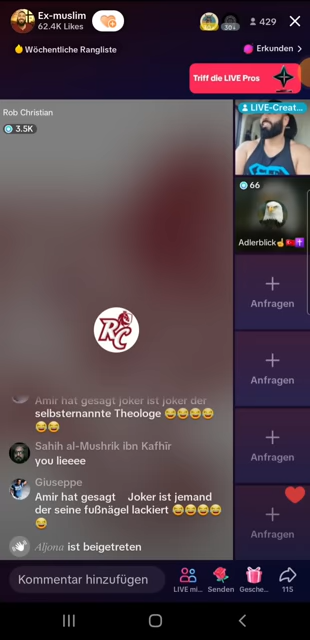 Ex-muslim
62.4K Likes
30+
429
Wöchentliche Rangliste
Erkunden
Triff die LIVE Pros
Rob Christian
3.5K
LIVE-Creat...
66
Adlerblick
RC
Anfragen
Anfragen
Anfragen
Anfragen
Amir hat gesagt joker ist joker der
selbsternannte Theologe 😂😂😂😂
😂😂
Sahih al-Mushrik ibn Kafhir
you lieeee
Giuseppe
Amir hat gesagt Joker ist jemand
der seine fußnägel lackiert 😂😂😂😂
😂
Aljona ist beigetreten
Kommentar hinzufügen
LIVE mi...
Senden
Gesche...
115